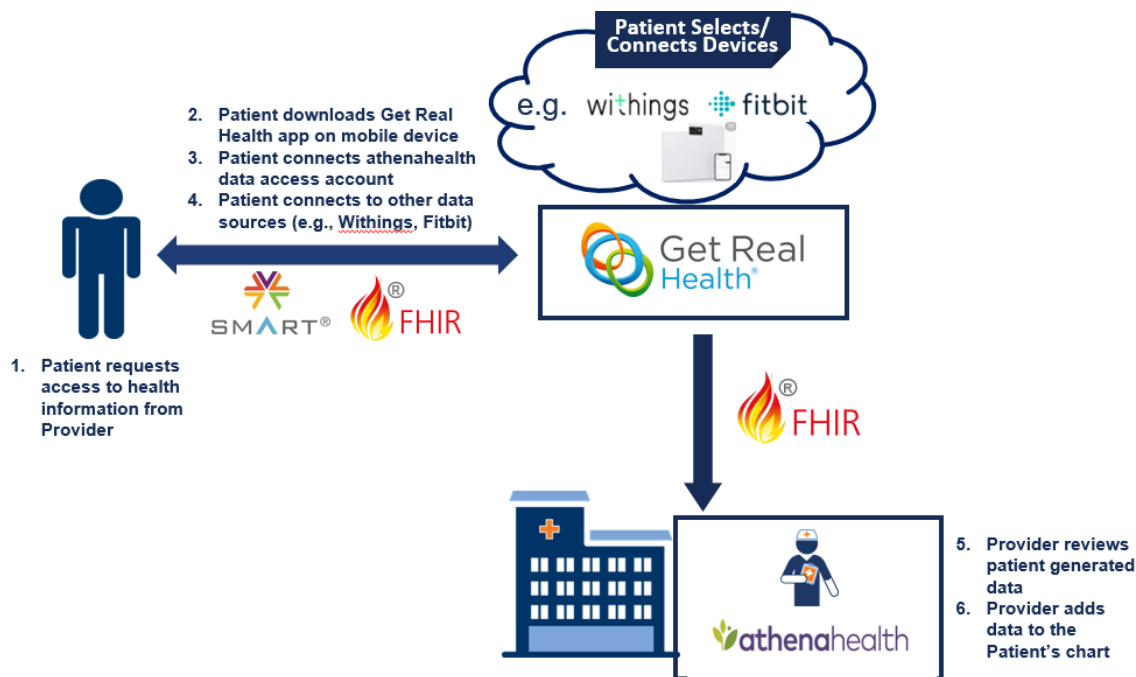 Patient Selects/
Connects Devices
e.g. withings fitbit
2. Patient downloads Get Real
Health app on mobile device
3. Patient connects athenahealth
data access account
4. Patient connects to other data
sources (e.g., Withings, Fitbit)
Get Real
Health®
SMART®
®
FHIR
1. Patient requests
access to health
information from
Provider
®
FHIR
athenahealth
5. Provider reviews
patient generated
data
6. Provider adds
data to the
Patient's chart